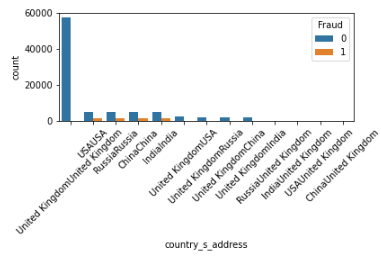 60000
40000
20000
0
count
Fraud
0
1
United KingdomUnited Kingdom
USAUSA
RussiaRussia
ChinaChina
IndiaIndia
United KingdomUSA
United KingdomRussia
United KingdomChina
United KingdomIndia
RussiaUnited Kingdom
IndiaUnited Kingdom
USAUnited Kingdom
ChinaUnited Kingdom
country_s_address